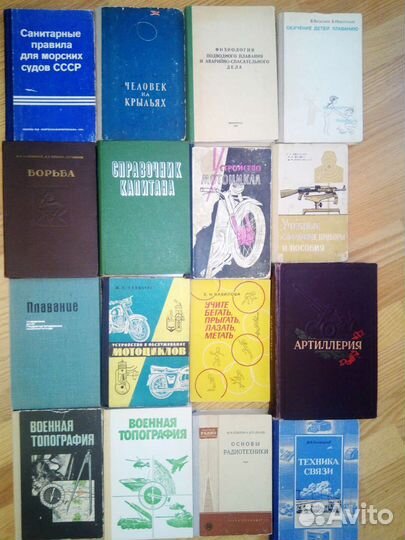 Санитарные
правила
для морских
судов СССР
ЧЕЛОВЕК
НА
КРЫЛЬЯХ
ФИЗИОЛОГИЯ
ПОДВОДНОГО ПЛАВАНИЯ
И АВАРИЙНО-СПАСАТЕЛЬНОГО
ДЕЛА
ОБУЧЕНИЕ ДЕТЕЙ ПЛАВАНИЮ
БОРЬБА
СПРАВОЧНИК
КАПИТАНА
УСТРОЙСТВО
МОТОЦИКЛА
УЧЕБНЫЕ
ПРИБОРЫ
И ПОСОБИЯ
Плавание
УСТРОЙСТВО И ОБСЛУЖИВАНИЕ
МОТОЦИКЛОВ
УЧИТЕ
БЕГАТЬ,
ПРЫГАТЬ,
ЛАЗАТЬ,
МЕТАТЬ
АРТИЛЛЕРИЯ
ВОЕННАЯ
ТОПОГРАФИЯ
ВОЕННАЯ
ТОПОГРАФИЯ
ОСНОВЫ
РАДИОТЕХНИКИ
ТЕХНИКА
СВЯЗИ
Avito